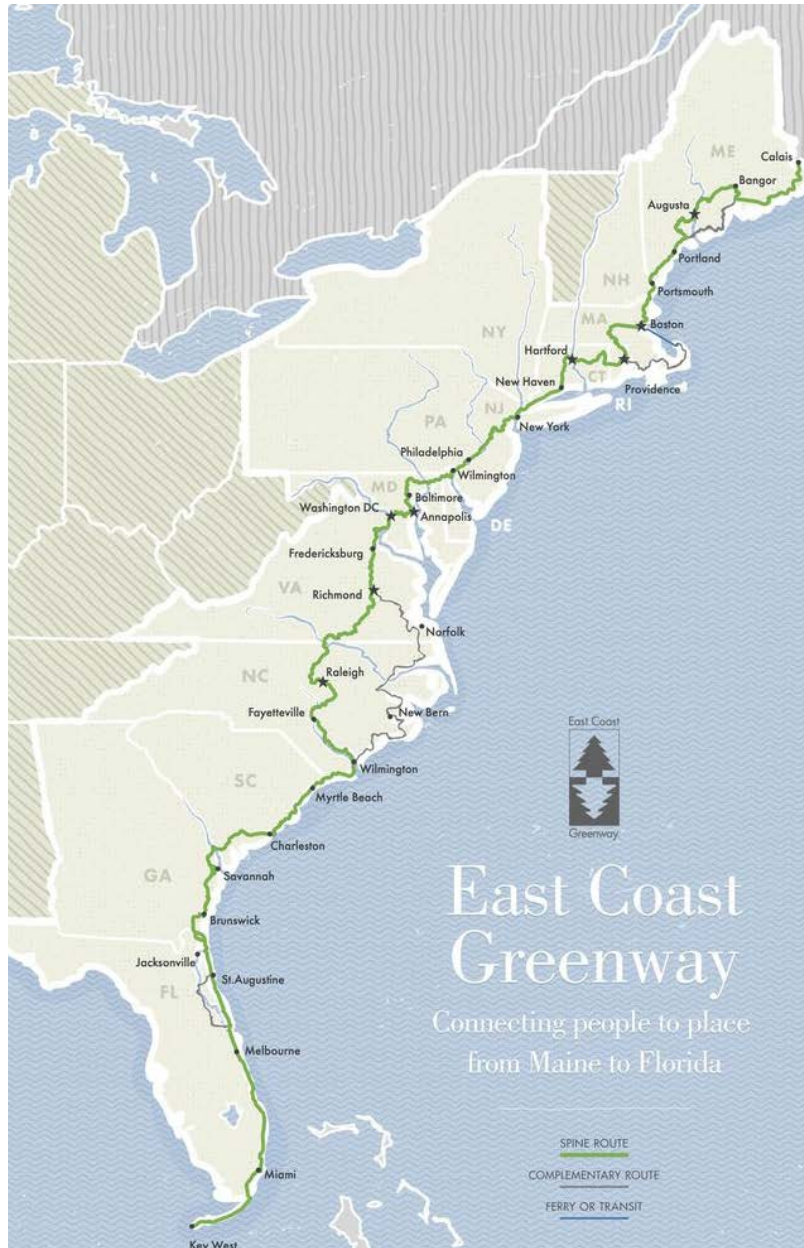 ME
Calais
Bangor
Augusta
Portland
NH
Portsmouth
MA
Boston
NY
Hartford
CT
New Haven
Providence
RI
PA
NJ
New York
Philadelphia
Wilmington
MD
Baltimore
Washington DC
Annapolis
DE
Fredericksburg
VA
Richmond
Norfolk
NC
Raleigh
Fayetteville
New Bern
Wilmington
SC
Myrtle Beach
Charleston
GA
Savannah
Brunswick
Jacksonville
St.Augustine
FL
Melbourne
Miami
Key West
East Coast
Greenway
East Coast
Greenway
Connecting people to place
from Maine to Florida
SPINE ROUTE
COMPLEMENTARY ROUTE
FERRY OR TRANSIT